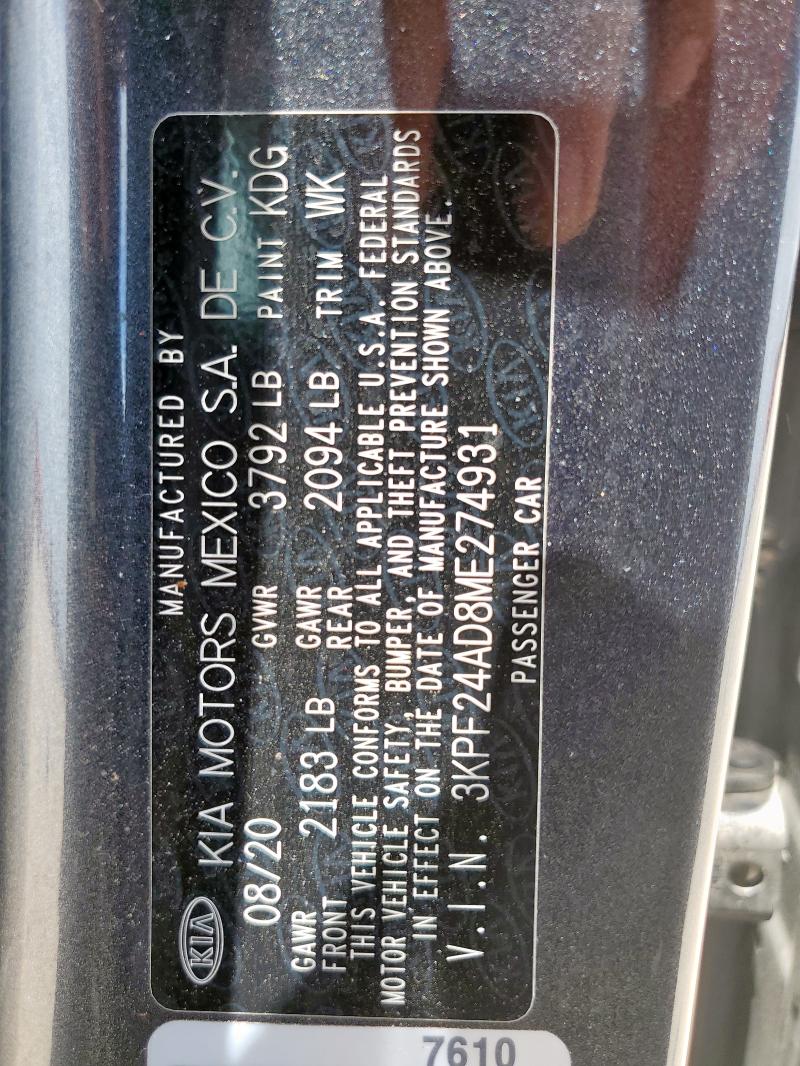 MANUFACTURED BY
KIA KIA MOTORS MEXICO S.A. DE C.V.
08/20 GVWR 3792 LB PAINT KDG
GAWR FRONT 2183 LB GAWR REAR 2094 LB TRIM WK
THIS VEHICLE CONFORMS TO ALL APPLICABLE U.S.A. FEDERAL
MOTOR VEHICLE SAFETY, BUMPER, AND THEFT PREVENTION STANDARDS
IN EFFECT ON THE DATE OF MANUFACTURE SHOWN ABOVE.
V.I.N. 3KPF24AD8ME274931
PASSENGER CAR
7610